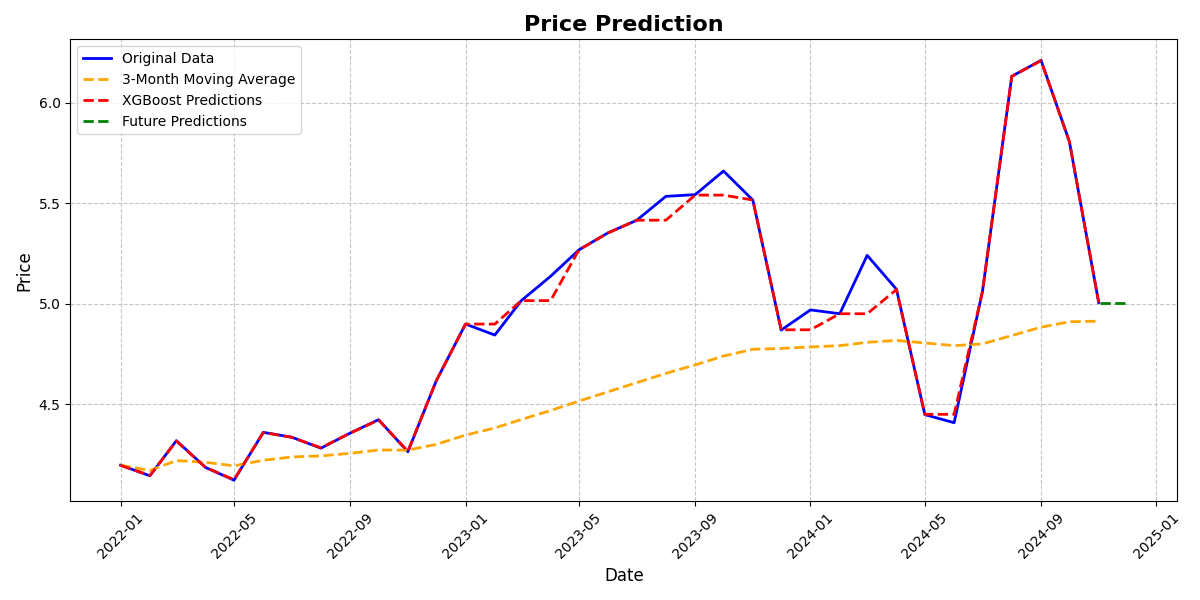 Price Prediction
Original Data
3-Month Moving Average
XGBoost Predictions
Future Predictions
Price
6.0
5.5
5.0
4.5
2022-01
2022-05
2022-09
2023-01
2023-05
2023-09
2024-01
2024-05
2024-09
2025-01
Date